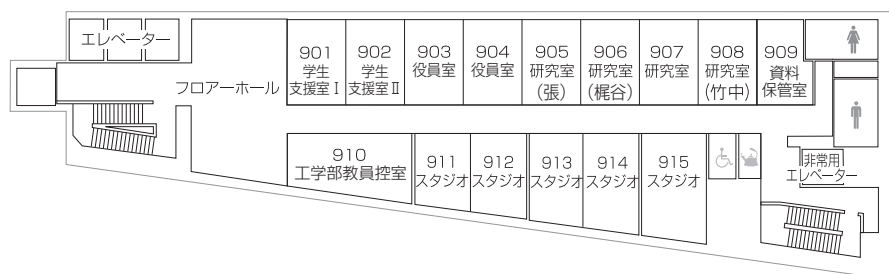 エレベーター
フロアーホール
901
学生
支援室Ⅰ
902
学生
支援室Ⅱ
903
役員室
904
役員室
905
研究室
(張)
906
研究室
(梶谷)
907
研究室
908
研究室
(竹中)
909
資料
保管室
910
工学部教員控室
911
スタジオ
912
スタジオ
913
スタジオ
914
スタジオ
915
スタジオ
非常用
エレベーター